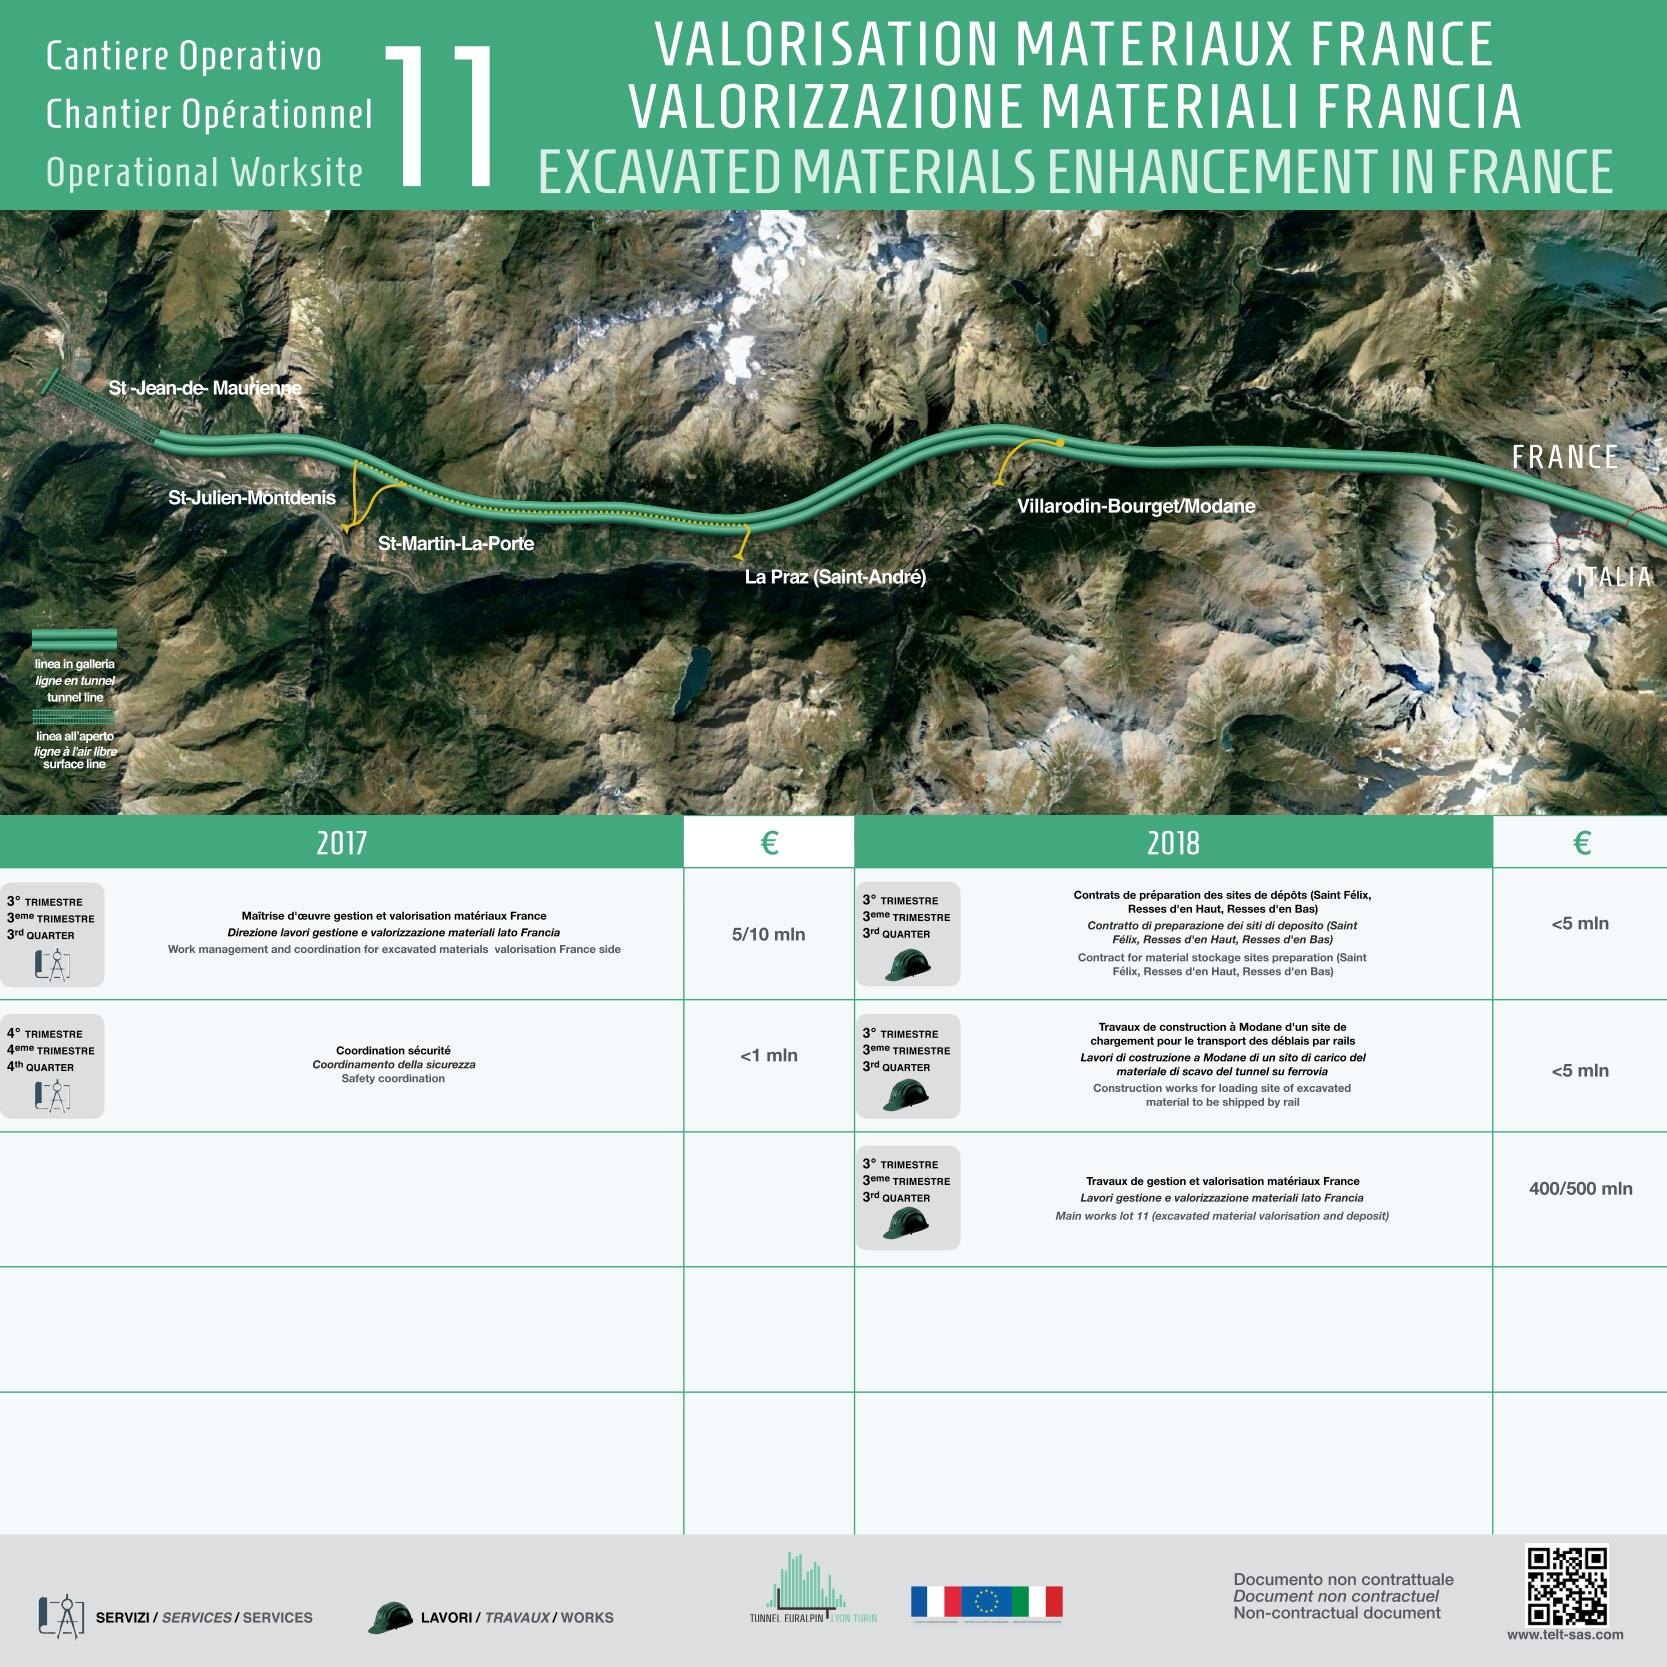 Cantiere Operativo
Chantier Opérationnel
Operational Worksite
11
VALORISATION MATERIAUX FRANCE
VALORIZZAZIONE MATERIALI FRANCIA
EXCAVATED MATERIALS ENHANCEMENT IN FRANCE
St -Jean-de- Maurienne
FRANCE
St-Julien-Montdenis
Villarodin-Bourget/Modane
St-Martin-La-Porte
La Praz (Saint-André)
ITALIA
linea in galleria
ligne en tunnel
tunnel line
linea all'aperto
ligne à l'air libre
surface line
2017
€
2018
€
3° TRIMESTRE
3eme TRIMESTRE
3rd QUARTER
Maîtrise d'œuvre gestion et valorisation matériaux France
Direzione lavori gestione e valorizzazione materiali lato Francia
Work management and coordination for excavated materials valorisation France side
5/10 mln
3° TRIMESTRE
3eme TRIMESTRE
3rd QUARTER
Contrats de préparation des sites de dépôts (Saint Félix,
Resses d'en Haut, Resses d'en Bas)
Contratto di preparazione dei siti di deposito (Saint
Félix, Resses d'en Haut, Resses d'en Bas)
Contract for material stockage sites preparation (Saint
Félix, Resses d'en Haut, Resses d'en Bas)
<5 mln
4° TRIMESTRE
4eme TRIMESTRE
4th QUARTER
Coordination sécurité
Coordinamento della sicurezza
Safety coordination
<1 mln
3° TRIMESTRE
3eme TRIMESTRE
3rd QUARTER
Travaux de construction à Modane d'un site de
chargement pour le transport des déblais par rails
Lavori di costruzione a Modane di un sito di carico del
materiale di scavo del tunnel su ferrovia
Construction works for loading site of excavated
material to be shipped by rail
<5 mln
3° TRIMESTRE
3eme TRIMESTRE
3rd QUARTER
Travaux de gestion et valorisation matériaux France
Lavori gestione e valorizzazione materiali lato Francia
Main works lot 11 (excavated material valorisation and deposit)
400/500 mln
SERVIZI / SERVICES / SERVICES
LAVORI / TRAVAUX / WORKS
TUNNEL EURALPIN LYON TURIN
Documento non contrattuale
Document non contractuel
Non-contractual document
www.telt-sas.com